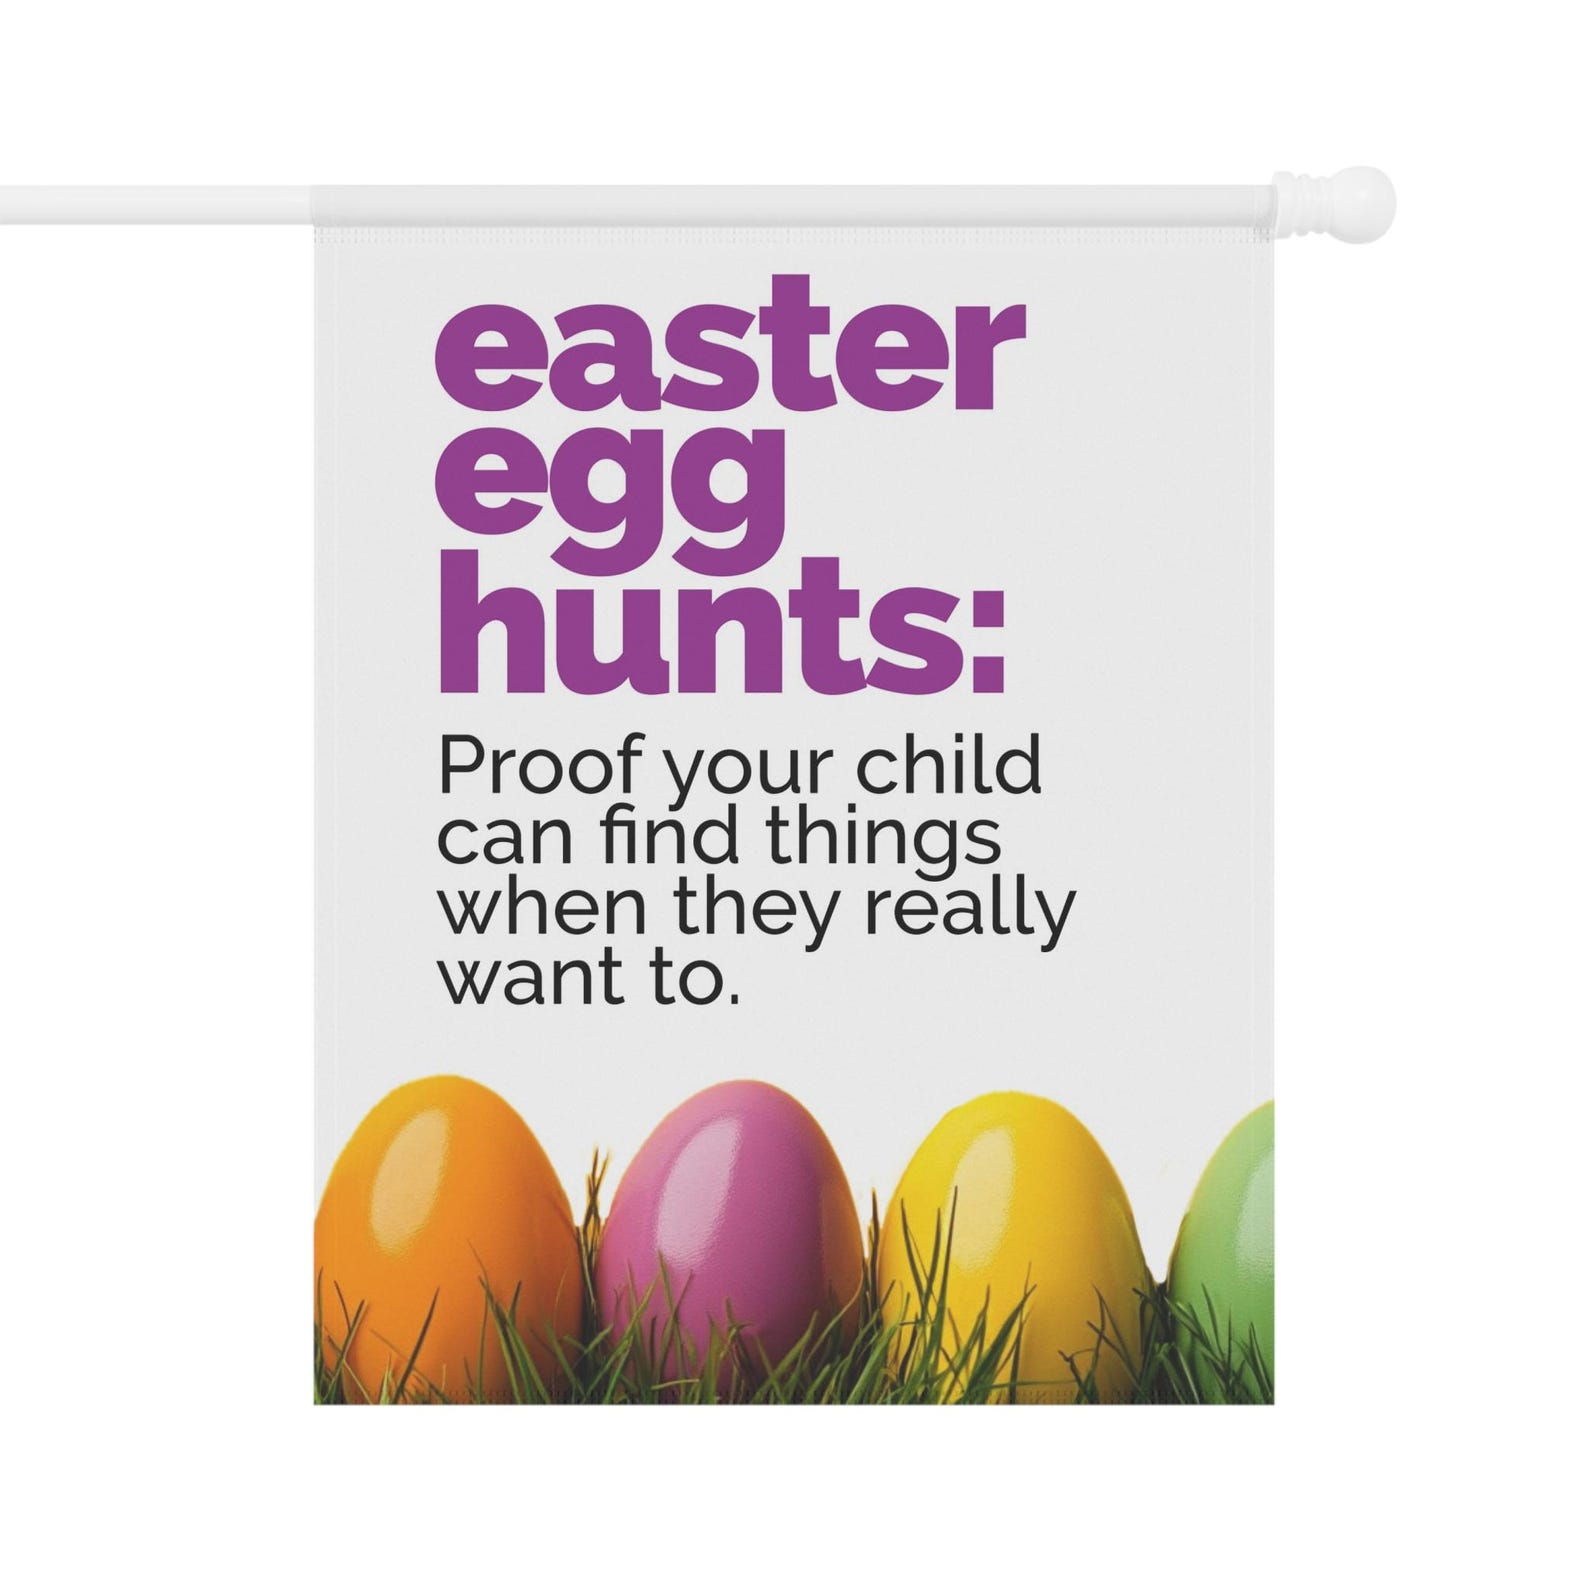 easter
egg
hunts:
Proof your child
can find things
when they really
want to.